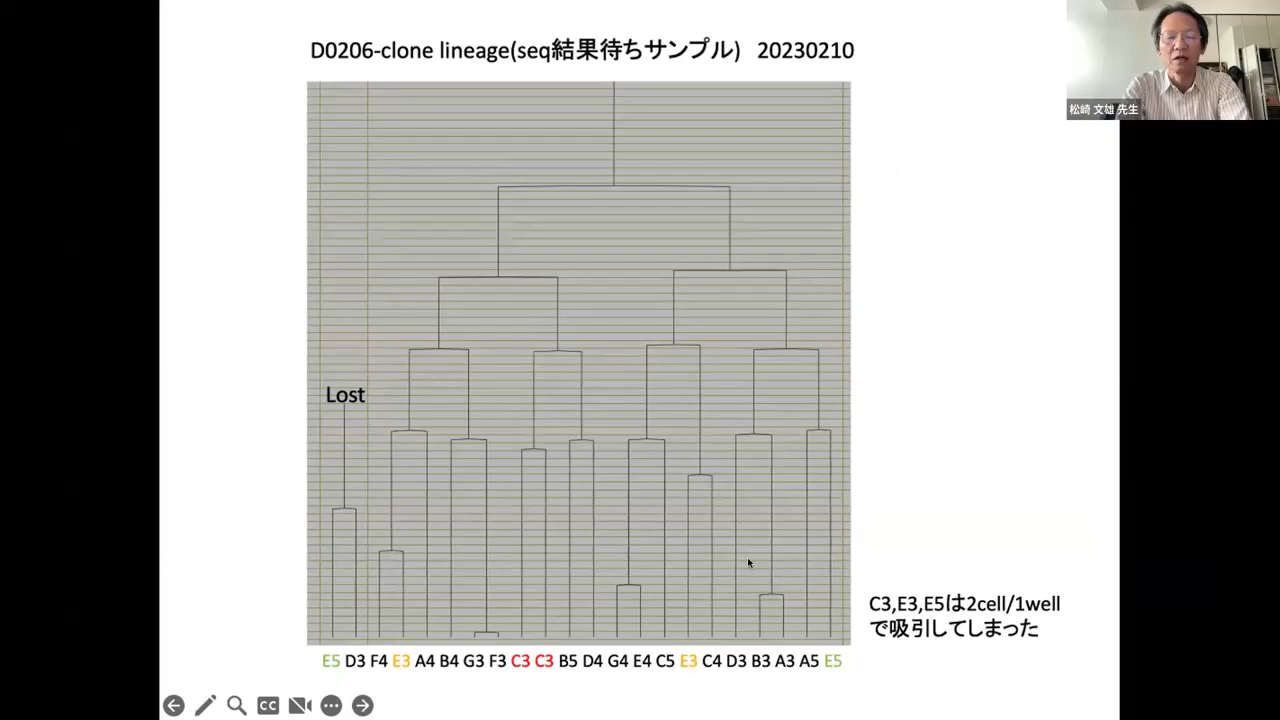 D0206-clone lineage(seq結果待ちサンプル) 20230210
松崎 文雄 先生
Lost
C3,E3,E5は2cell/1well
で吸引してしまった
E5 D3 F4 E3 A4 B4 G3 F3 C3 C3 B5 D4 G4 E4 C5 E3 C4 D3 B3 A3 A5 E5
CC